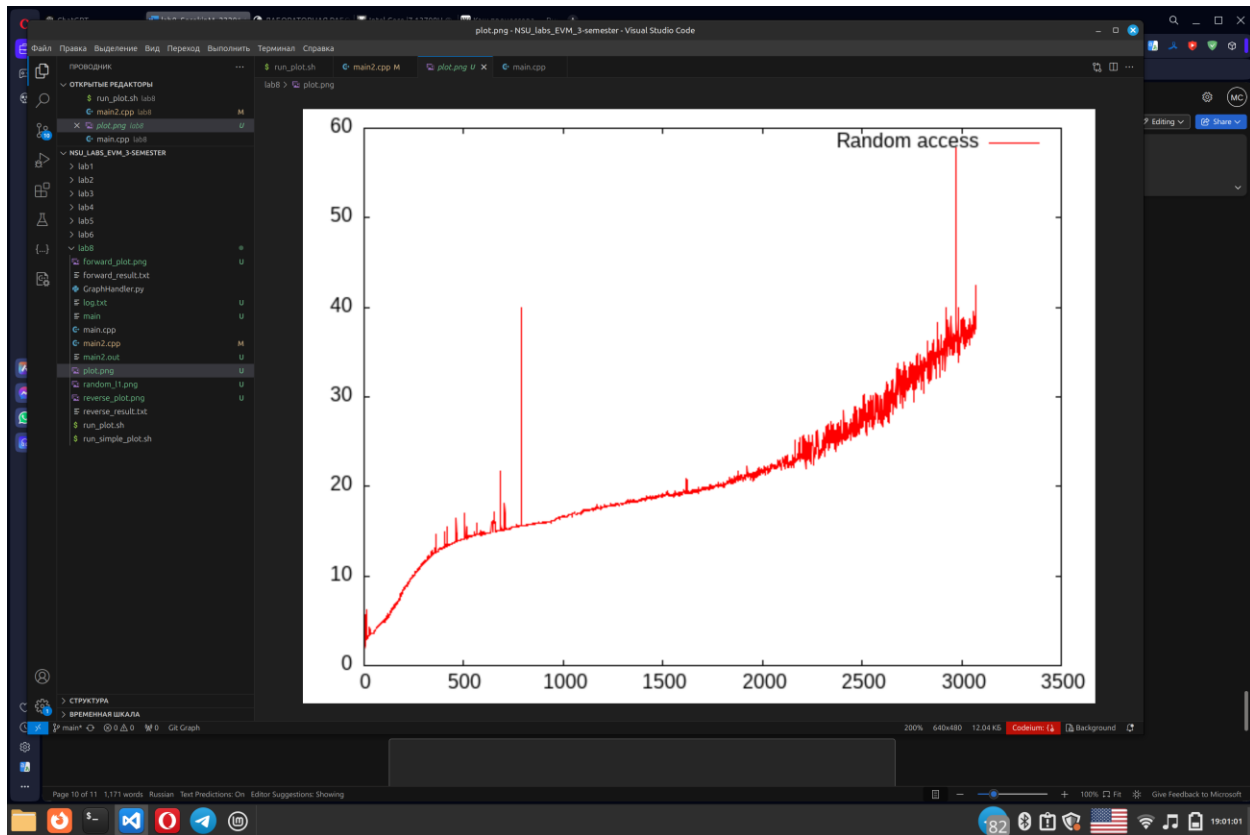 plot.png - NSU_labs_EVM_3-semester - Visual Studio Code
Файл Правка Выделение Вид Переход Выполнить Терминал Справка
ПРОВОДНИК
ОТКРЫТЫЕ РЕДАКТОРЫ
$ run_plot.sh lab8
main2.cpp lab8 M
plot.png lab8 U
main.cpp lab8
NSU_LABS_EVM_3-SEMESTER
lab1
lab2
lab3
lab4
lab5
lab6
lab8
forward_plot.png U
forward_result.txt
GraphHandler.py
log.txt U
main U
main.cpp
main2.cpp M
main2.out U
plot.png U
random_l1.png U
reverse_plot.png U
reverse_result.txt
$ run_plot.sh
$ run_simple_plot.sh
СТРУКТУРА
ВРЕМЕННАЯ ШКАЛА
$ run_plot.sh main2.cpp M plot.png U main.cpp
lab8 > plot.png
Random access
60
50
40
30
20
10
0
0 500 1000 1500 2000 2500 3000 3500
MC
Editing Share
main* 0 0 0 Git Graph
200% 640x480 12.04 КБ Codeium: Background
Page 10 of 11 1,171 words Russian Text Predictions: On Editor Suggestions: Showing
100% Fit Give Feedback to Microsoft
82
19:01:01